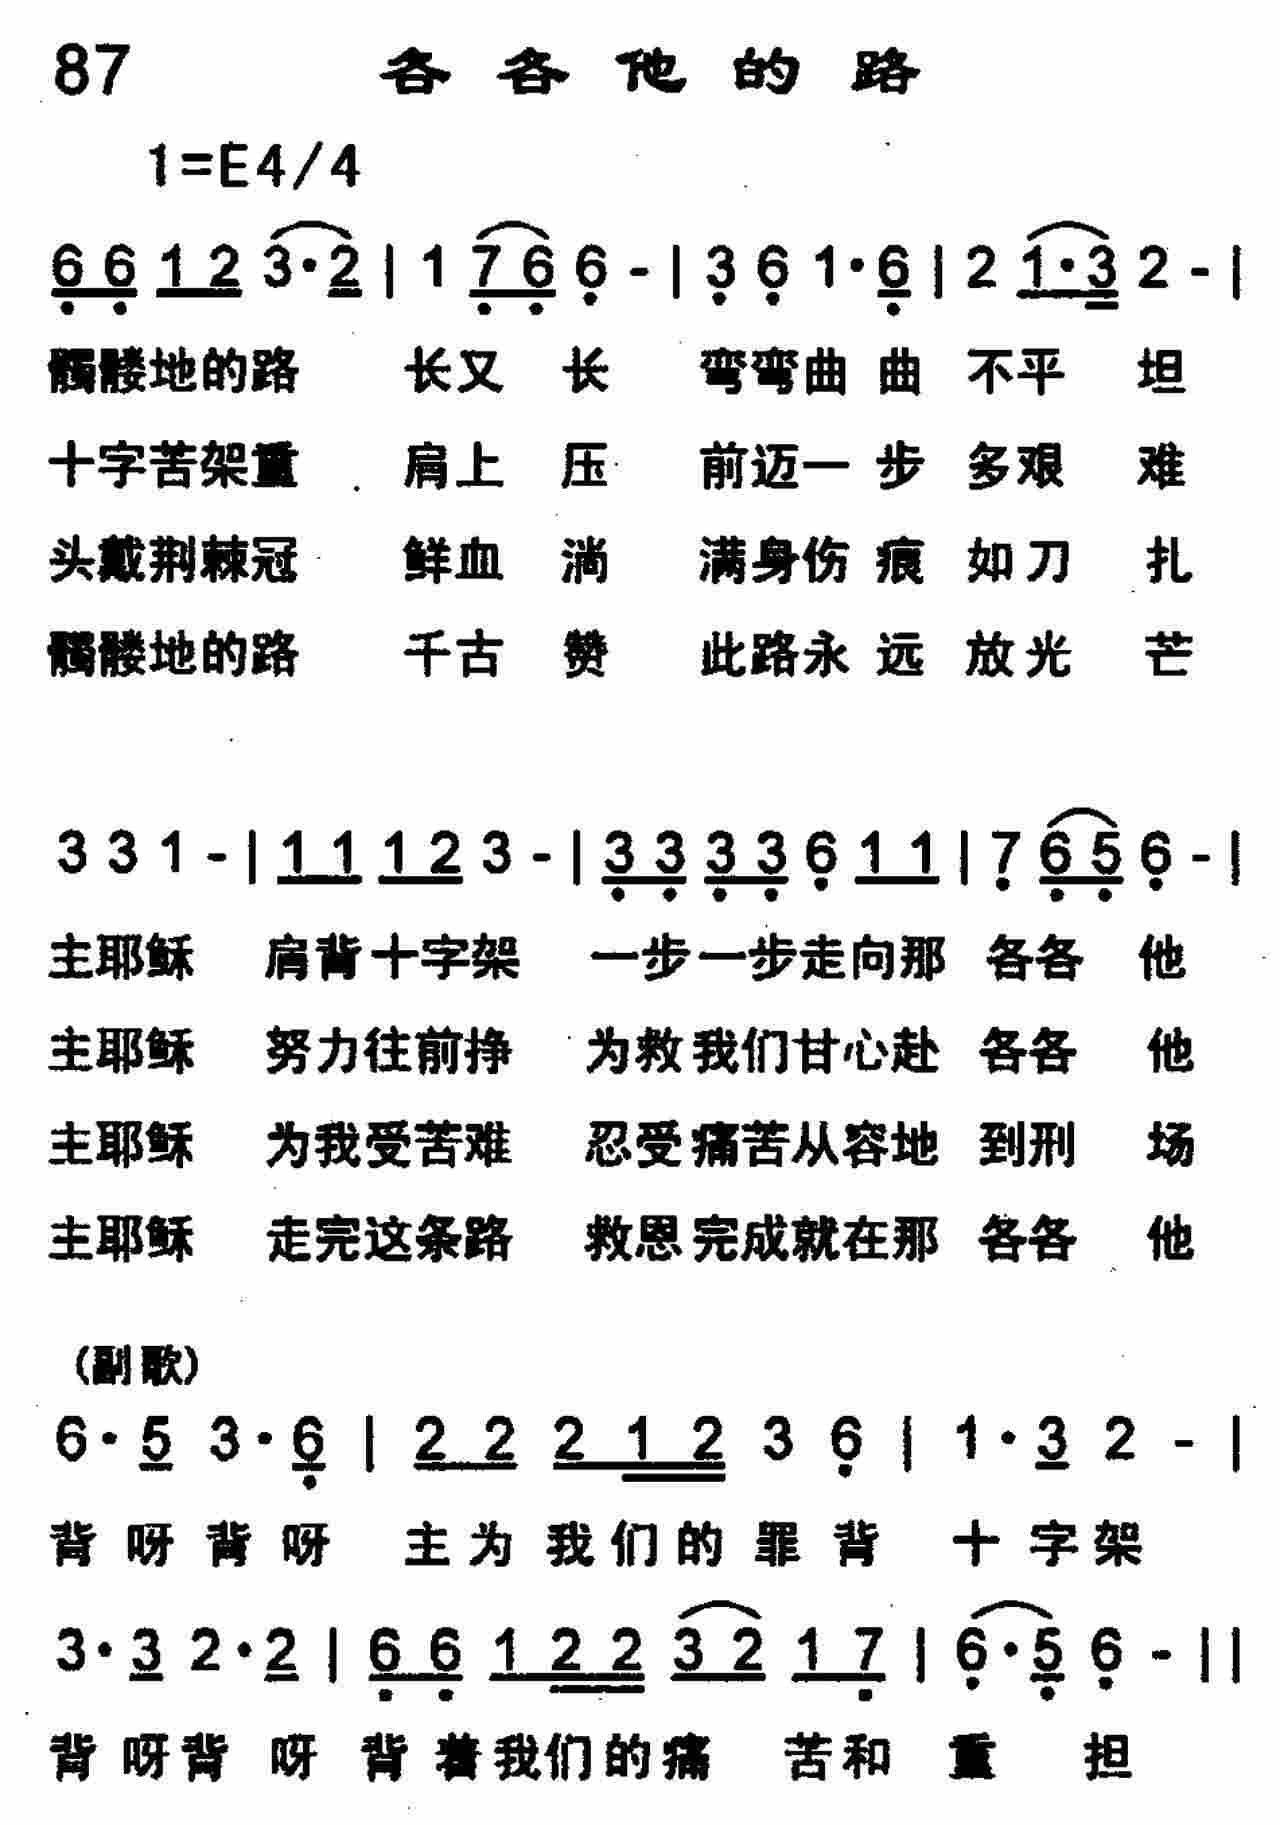 87 各各他的路
1=E4/4
6 6 1 2 3·2 | 1 7 6 6 - | 3 6 1·6 | 2 1·3 2 - |
髑髅地的路 长又长 弯弯曲曲不平坦
十字苦架重 肩上压 前迈一步多艰难
头戴荆棘冠 鲜血淌 满身伤痕如刀扎
髑髅地的路 千古赞 此路永远放光芒
3 3 1 - | 1 1 1 2 3 - | 3 3 3 3 6 1 1 | 7 6 5 6 - |
主耶稣 肩背十字架 一步一步走向那 各各他
主耶稣 努力往前挣 为救我们甘心赴 各各他
主耶稣 为我受苦难 忍受痛苦从容地 到刑场
主耶稣 走完这条路 救恩完成就在那 各各他
(副歌)
6·5 3·6 | 2 2 2 1 2 3 6 | 1·3 2 - |
背呀背呀 主为我们的罪背 十字架
3·3 2·2 | 6 6 1 2 2 3 2 1 7 | 6·5 6 - ||
背呀背呀 背着我们的痛 苦和重担